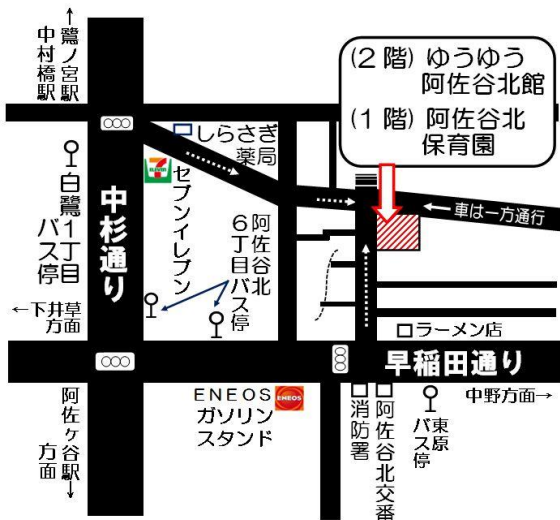 ↑鷺ノ宮駅
中村橋駅
(2階) ゆうゆう
阿佐谷北館
(1階) 阿佐谷北
保育園
しらさぎ
薬局
7
ELEVEn
セブンイレブン
白鷺1丁目
バス停
中杉通り
阿佐谷北
6丁目バス停
←車は一方通行
←下井草
方面
ラーメン店
早稲田通り
中野方面→
ENEOS
ガソリン
スタンド
ENEOS
消防署
阿佐谷北交番
東原
バス停
阿佐ヶ谷駅↓
方面